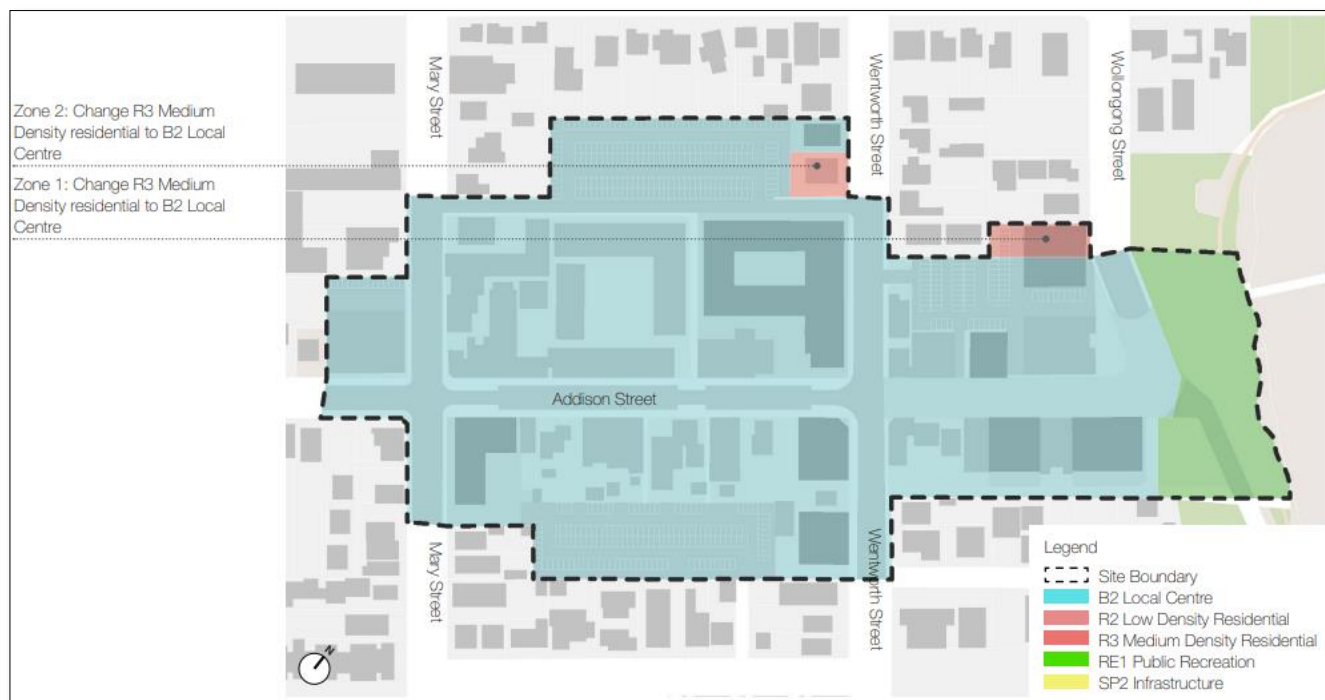 Zone 2: Change R3 Medium
Density residential to B2 Local
Centre
Zone 1: Change R3 Medium
Density residential to B2 Local
Centre
Mary Street
Wentworth Street
Wollongong Street
Addison Street
Mary Street
Wentworth Street
N
Legend
Site Boundary
B2 Local Centre
R2 Low Density Residential
R3 Medium Density Residential
RE1 Public Recreation
SP2 Infrastructure